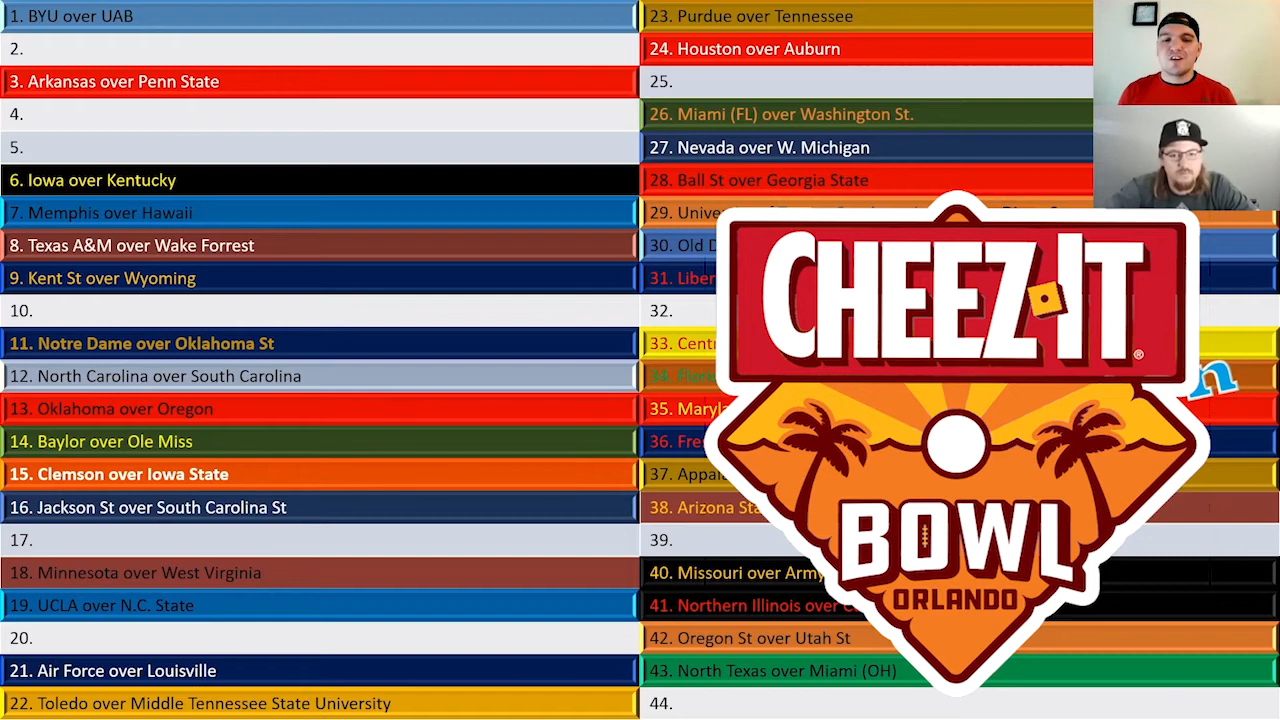 1. BYU over UAB
2.
3. Arkansas over Penn State
4.
5.
6. Iowa over Kentucky
7. Memphis over Hawaii
8. Texas A&M over Wake Forrest
9. Kent St over Wyoming
10.
11. Notre Dame over Oklahoma St
12. North Carolina over South Carolina
13. Oklahoma over Oregon
14. Baylor over Ole Miss
15. Clemson over Iowa State
16. Jackson St over South Carolina St
17.
18. Minnesota over West Virginia
19. UCLA over N.C. State
20.
21. Air Force over Louisville
22. Toledo over Middle Tennessee State University
23. Purdue over Tennessee
24. Houston over Auburn
25.
26. Miami (FL) over Washington St.
27. Nevada over W. Michigan
28. Ball St over Georgia State
29.
30. Old
31.
32.
33.
34.
35.
36.
37.
38. Arizona
39.
40. Missouri over Army
41. Northern Illinois over
42. Oregon St over Utah St
43. North Texas over Miami (OH)
44.
CHEEZ-IT®
BOWL
ORLANDO